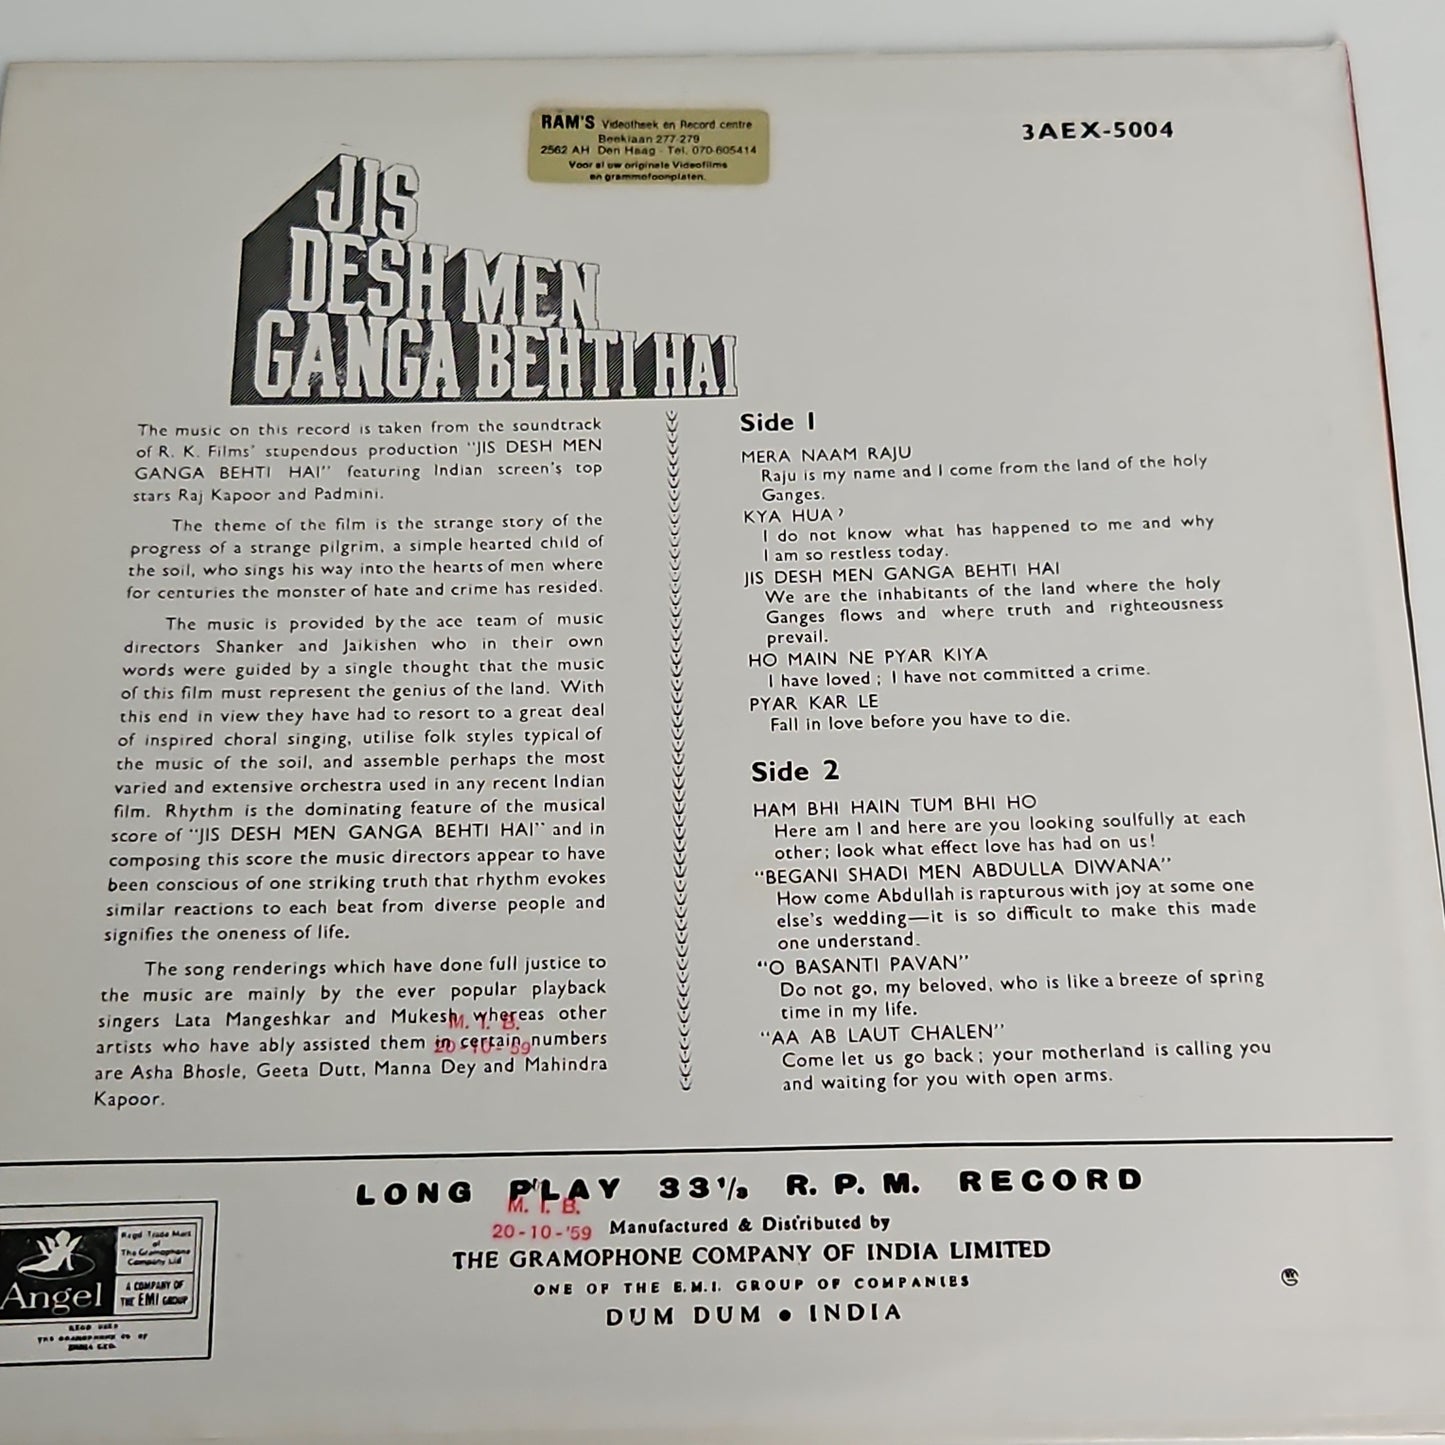 RAM'S Videotheek en Record centre
Beeklaan 277-279
2562 AH Den Haag - Tel. 070-605414
Voor al uw originele Videofilms
en grammofoonplaten.
3AEX-5004
JIS
DESH MEN
GANGA BEHTI HAI
The music on this record is taken from the soundtrack
of R. K. Films' stupendous production "JIS DESH MEN
GANGA BEHTI HAI" featuring Indian screen's top
stars Raj Kapoor and Padmini.
The theme of the film is the strange story of the
progress of a strange pilgrim, a simple hearted child of
the soil, who sings his way into the hearts of men where
for centuries the monster of hate and crime has resided.
The music is provided by the ace team of music
directors Shanker and Jaikishen who in their own
words were guided by a single thought that the music
of this film must represent the genius of the land. With
this end in view they have had to resort to a great deal
of inspired choral singing, utilise folk styles typical of
the music of the soil, and assemble perhaps the most
varied and extensive orchestra used in any recent Indian
film. Rhythm is the dominating feature of the musical
score of "JIS DESH MEN GANGA BEHTI HAI" and in
composing this score the music directors appear to have
been conscious of one striking truth that rhythm evokes
similar reactions to each beat from diverse people and
signifies the oneness of life.
The song renderings which have done full justice to
the music are mainly by the ever popular playback
singers Lata Mangeshkar and Mukesh, whereas other
artists who have ably assisted them in certain numbers
are Asha Bhosle, Geeta Dutt, Manna Dey and Mahindra
Kapoor.
M. I. B.
20-10-'59
Side 1
MERA NAAM RAJU
Raju is my name and I come from the land of the holy
Ganges.
KYA HUA?
I do not know what has happened to me and why
I am so restless today.
JIS DESH MEN GANGA BEHTI HAI
We are the inhabitants of the land where the holy
Ganges flows and where truth and righteousness
prevail.
HO MAIN NE PYAR KIYA
I have loved; I have not committed a crime.
PYAR KAR LE
Fall in love before you have to die.
Side 2
HAM BHI HAIN TUM BHI HO
Here am I and here are you looking soulfully at each
other; look what effect love has had on us!
"BEGANI SHADI MEN ABDULLA DIWANA"
How come Abdullah is rapturous with joy at some one
else's wedding—it is so difficult to make this made
one understand.
"O BASANTI PAVAN"
Do not go, my beloved, who is like a breeze of spring
time in my life.
"AA AB LAUT CHALEN"
Come let us go back; your motherland is calling you
and waiting for you with open arms.
LONG PLAY 33⅓ R. P. M. RECORD
M. I. B.
20-10-'59
Manufactured & Distributed by
THE GRAMOPHONE COMPANY OF INDIA LIMITED
ONE OF THE E.M.I. GROUP OF COMPANIES
DUM DUM • INDIA
Angel
Regd Trade Mark
of
The Gramophone
Company Ltd
A COMPANY OF
THE EMI GROUP
REGD USER
THE GRAMOPHONE CO OF
INDIA LTD.